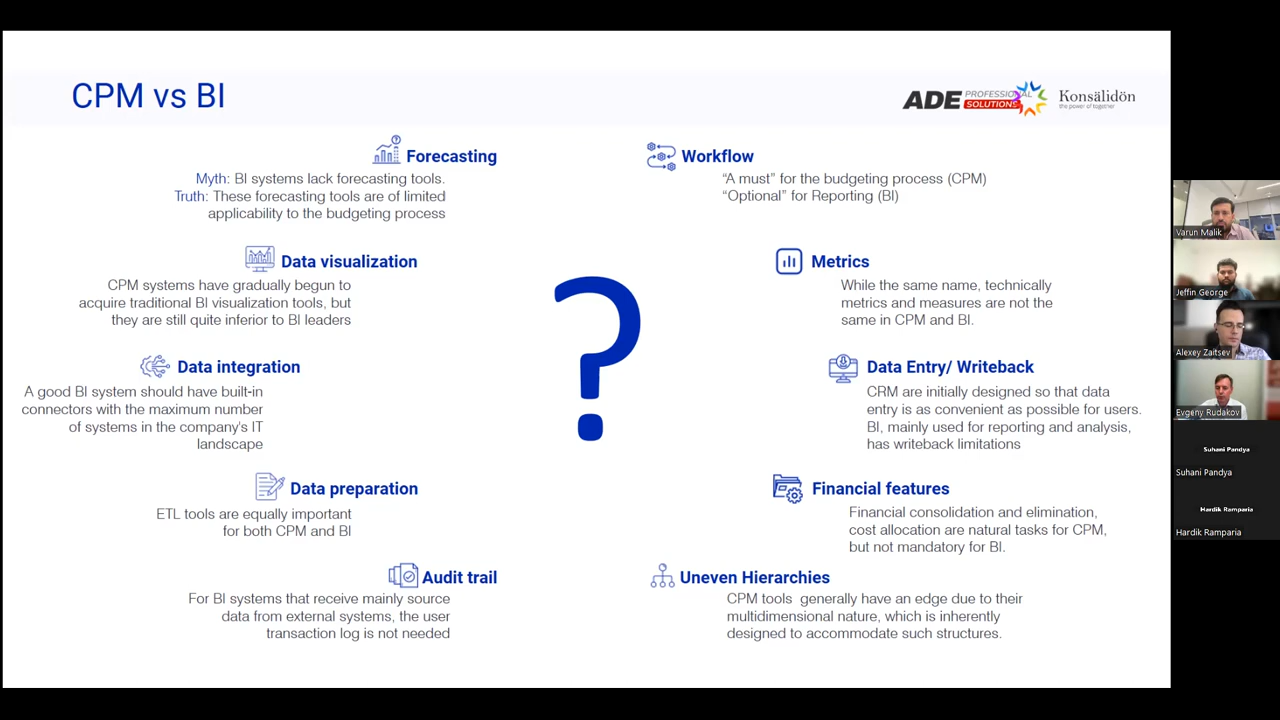 CPM vs BI
ADE PROFESSIONAL
SOLUTIONS
Konsälidön
the power of together
Forecasting
Myth: BI systems lack forecasting tools.
Truth: These forecasting tools are of limited
applicability to the budgeting process
Data visualization
CPM systems have gradually begun to
acquire traditional BI visualization tools, but
they are still quite inferior to BI leaders
Data integration
A good BI system should have built-in
connectors with the maximum number
of systems in the company's IT
landscape
Data preparation
ETL tools are equally important
for both CPM and BI
Audit trail
For BI systems that receive mainly source
data from external systems, the user
transaction log is not needed
?
Workflow
“A must” for the budgeting process (CPM)
“Optional” for Reporting (BI)
Metrics
While the same name, technically
metrics and measures are not the
same in CPM and BI.
Data Entry/ Writeback
CRM are initially designed so that data
entry is as convenient as possible for users.
BI, mainly used for reporting and analysis,
has writeback limitations
Financial features
Financial consolidation and elimination,
cost allocation are natural tasks for CPM,
but not mandatory for BI.
Uneven Hierarchies
CPM tools generally have an edge due to their
multidimensional nature, which is inherently
designed to accommodate such structures.
Varun Malik
Jeffin George
Alexey Zaitsev
Evgeny Rudakov
Suhani Pandya
Suhani Pandya
Hardik Ramparia
Hardik Ramparia